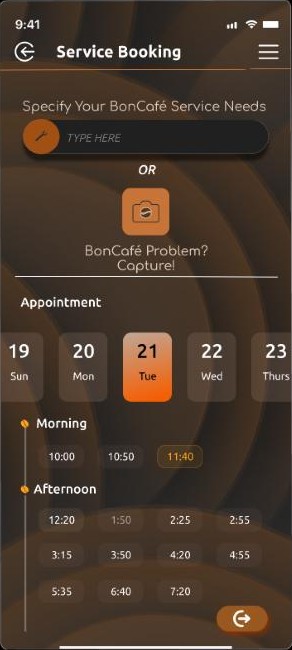 9:41
Service Booking
Specify Your BonCafé Service Needs
TYPE HERE
OR
BonCafé Problem?
Capture!
Appointment
19 20 21 22 23
Sun Mon Tue Wed Thurs
Morning
10:00 10:50 11:40
Afternoon
12:20 1:50 2:25 2:55
3:15 3:50 4:20 4:55
5:35 6:40 7:20